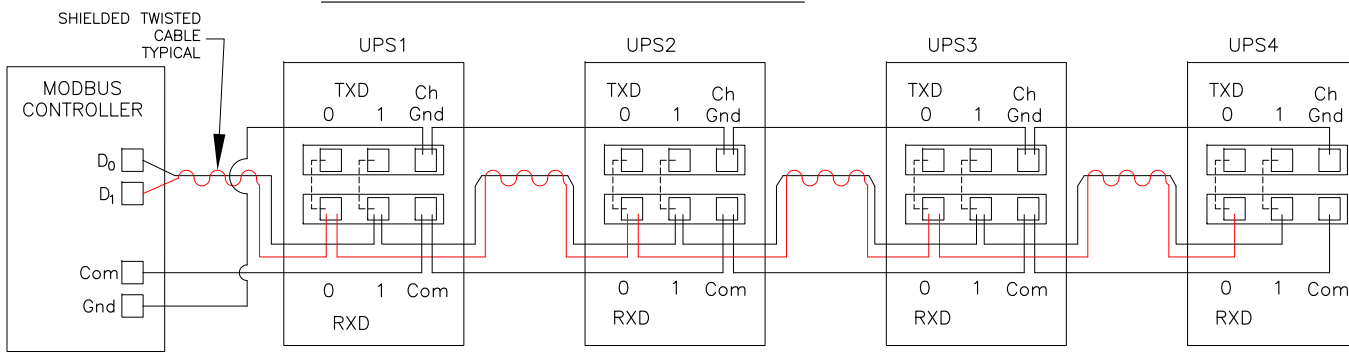 SHIELDED TWISTED
CABLE
TYPICAL
MODBUS
CONTROLLER
D0
D1
Com
Gnd
UPS1
TXD
Ch
Gnd
0 1
0 1 Com
RXD
UPS2
TXD
Ch
Gnd
0 1
0 1 Com
RXD
UPS3
TXD
Ch
Gnd
0 1
0 1 Com
RXD
UPS4
TXD
Ch
Gnd
0 1
0 1 Com
RXD